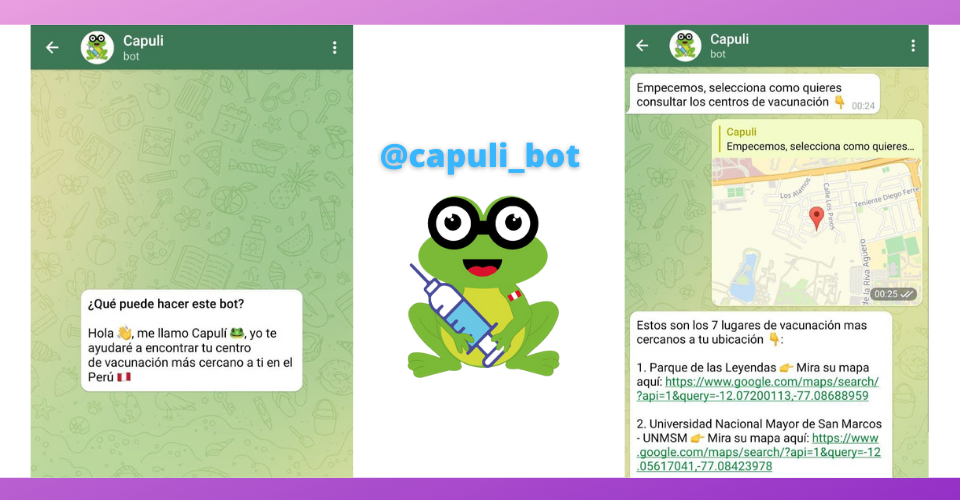 Capuli
bot
¿Qué puede hacer este bot?
Hola 👋, me llamo Capulí 🐸, yo te
ayudaré a encontrar tu centro
de vacunación más cercano a ti en el
Perú 🇵🇪
@capuli_bot
Capuli
bot
Empecemos, selecciona como quieres
consultar los centros de vacunación 👇 00:24
Capuli
Empecemos, selecciona como quieres...
Los Alamos
Calle Los Pinos
Teniente Diego Ferre
de la Riva Agüero
00:25
Estos son los 7 lugares de vacunación mas
cercanos a tu ubicación 👇:
1. Parque de las Leyendas 👉 Mira su mapa
aquí: https://www.google.com/maps/search/
?api=1&query=-12.07200113,-77.08688959
2. Universidad Nacional Mayor de San Marcos
- UNMSM 👉 Mira su mapa aquí: https://www
.google.com/maps/search/?api=1&query=-12
.05617041,-77.08423978